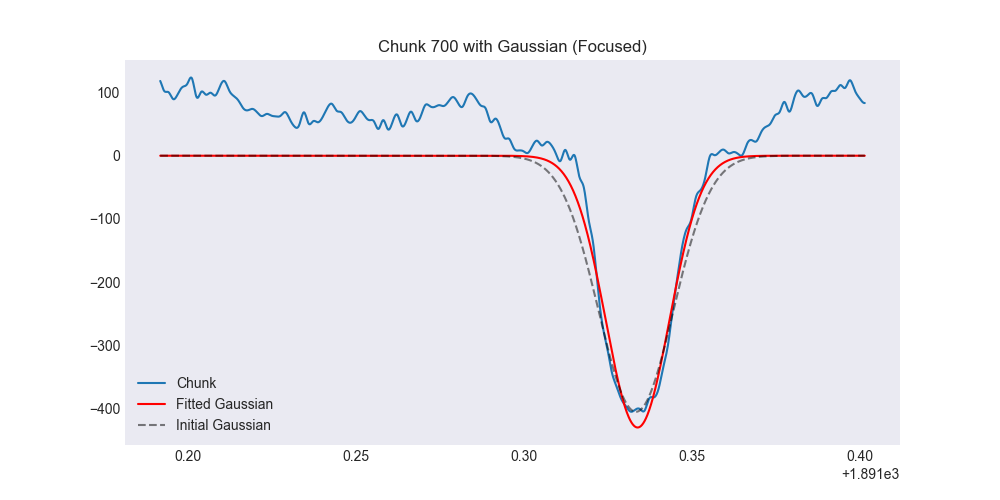 Chunk 700 with Gaussian (Focused)
100
0
−100
−200
−300
−400
Chunk
Fitted Gaussian
Initial Gaussian
0.20 0.25 0.30 0.35 0.40
+1.891e3